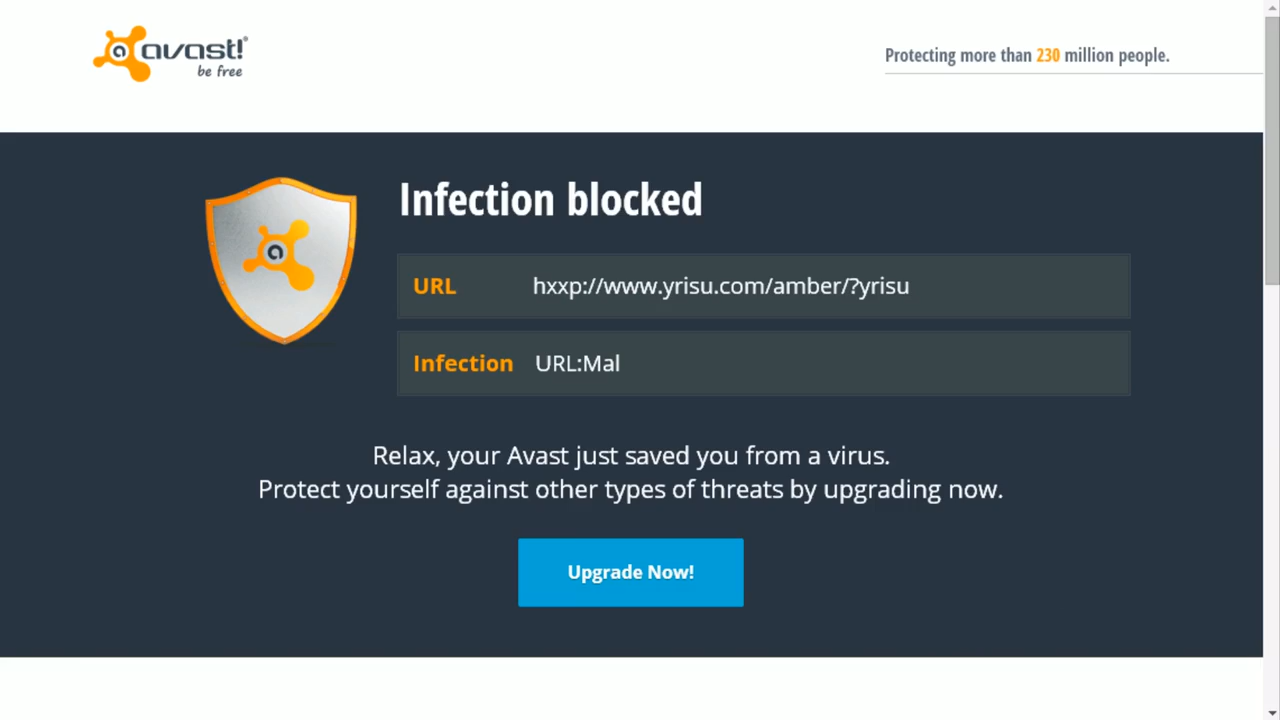 avast!®
be free
Protecting more than 230 million people.
Infection blocked
URL hxxp://www.yrisu.com/amber/?yrisu
Infection URL:Mal
Relax, your Avast just saved you from a virus.
Protect yourself against other types of threats by upgrading now.
Upgrade Now!